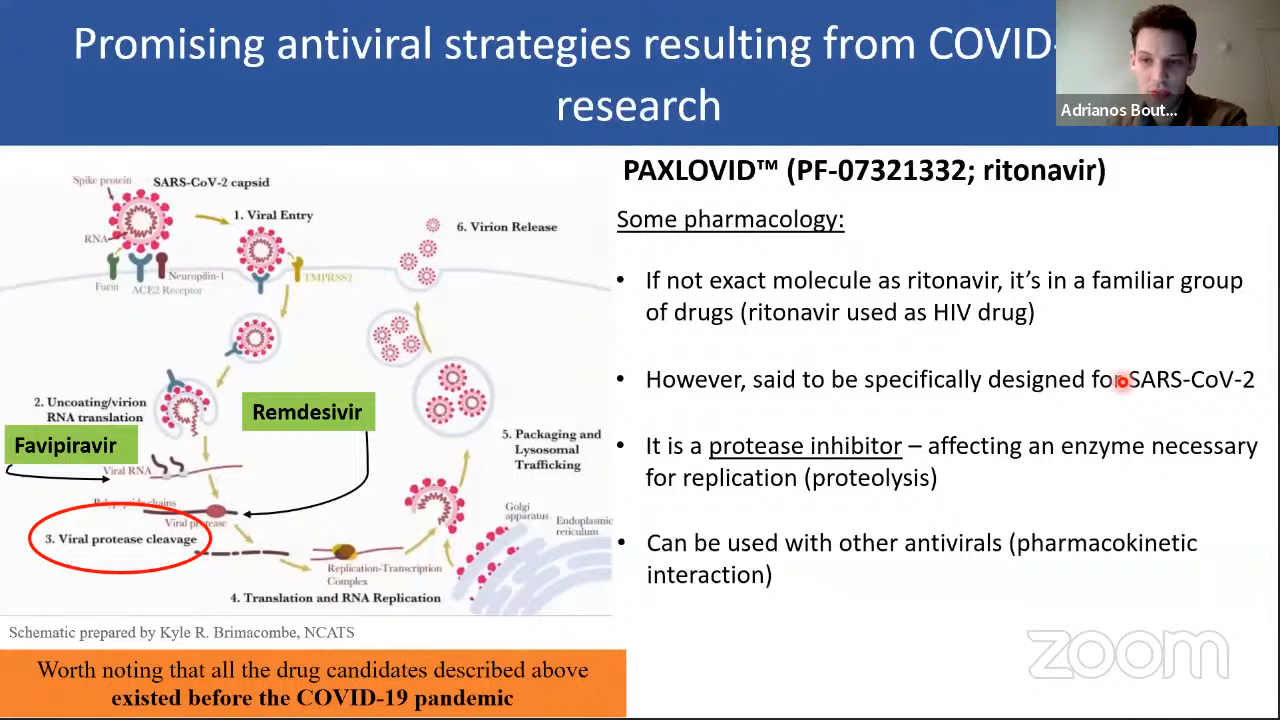 Promising antiviral strategies resulting from COVID-
research
Adrianos Bout...
PAXLOVID™ (PF-07321332; ritonavir)
Some pharmacology:
• If not exact molecule as ritonavir, it's in a familiar group
of drugs (ritonavir used as HIV drug)
• However, said to be specifically designed for SARS-CoV-2
• It is a protease inhibitor – affecting an enzyme necessary
for replication (proteolysis)
• Can be used with other antivirals (pharmacokinetic
interaction)
Spike protein
SARS-CoV-2 capsid
RNA
1. Viral Entry
Neuropilin-1
TMPRSS2
Furin
ACE2 Receptor
6. Virion Release
2. Uncoating/virion
RNA translation
Remdesivir
Favipiravir
Viral RNA
5. Packaging and
Lysosomal
Trafficking
Polypeptide chains
Viral protease
3. Viral protease cleavage
Golgi
apparatus
Endoplasmic
reticulum
Replication-Transcription
Complex
4. Translation and RNA Replication
Schematic prepared by Kyle R. Brimacombe, NCATS
Worth noting that all the drug candidates described above
existed before the COVID-19 pandemic
zoom